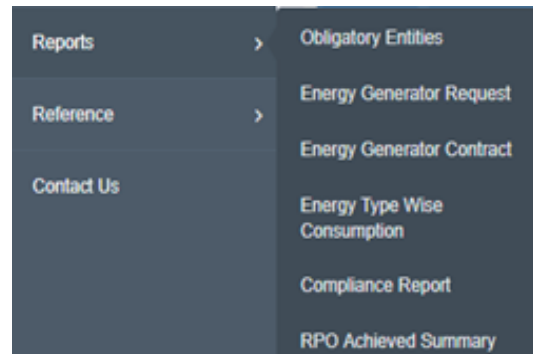 Reports
Reference
Contact Us
Obligatory Entities
Energy Generator Request
Energy Generator Contract
Energy Type Wise
Consumption
Compliance Report
RPO Achieved Summary